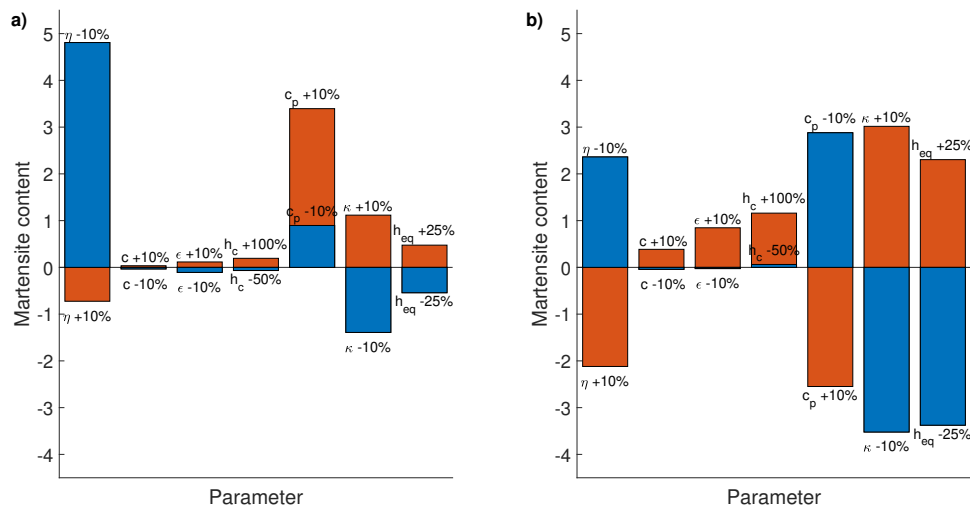 a)
Martensite content
5
4
3
2
1
0
-1
-2
-3
-4
η -10%
η +10%
c +10%
c -10%
ϵ +10%
ϵ -10%
h_c +100%
h_c -50%
c_p +10%
c_p -10%
κ +10%
κ -10%
h_eq +25%
h_eq -25%
Parameter
b)
Martensite content
5
4
3
2
1
0
-1
-2
-3
-4
η -10%
η +10%
c +10%
c -10%
ϵ +10%
ϵ -10%
h_c +100%
h_c -50%
c_p -10%
c_p +10%
κ +10%
κ -10%
h_eq +25%
h_eq -25%
Parameter